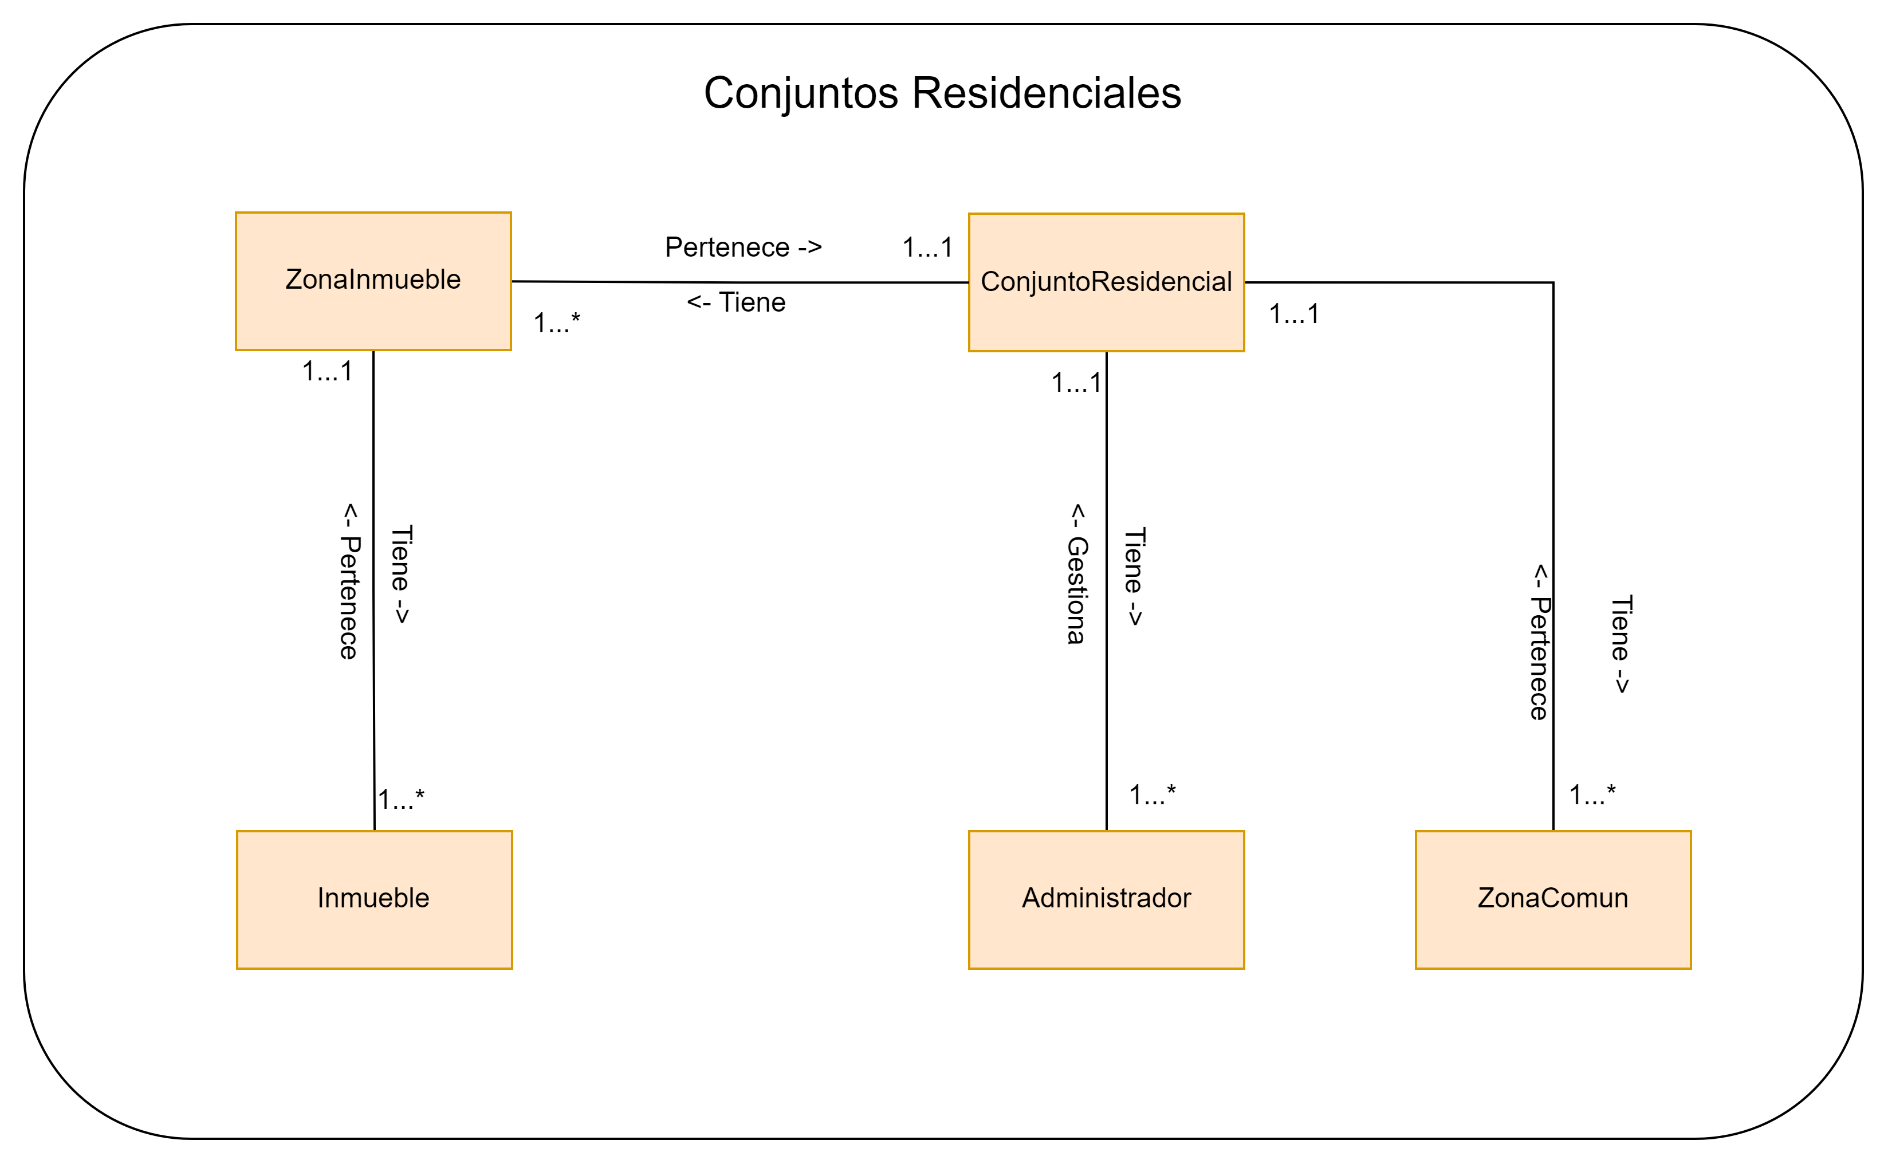 Conjuntos Residenciales
Pertenece ->
1...1
ZonaInmueble
ConjuntoResidencial
<- Tiene
1...*
1...1
1...1
1...1
<- Pertenece
Tiene ->
<- Gestiona
Tiene ->
<- Pertenece
Tiene ->
1...*
1...*
1...*
Inmueble
Administrador
ZonaComun